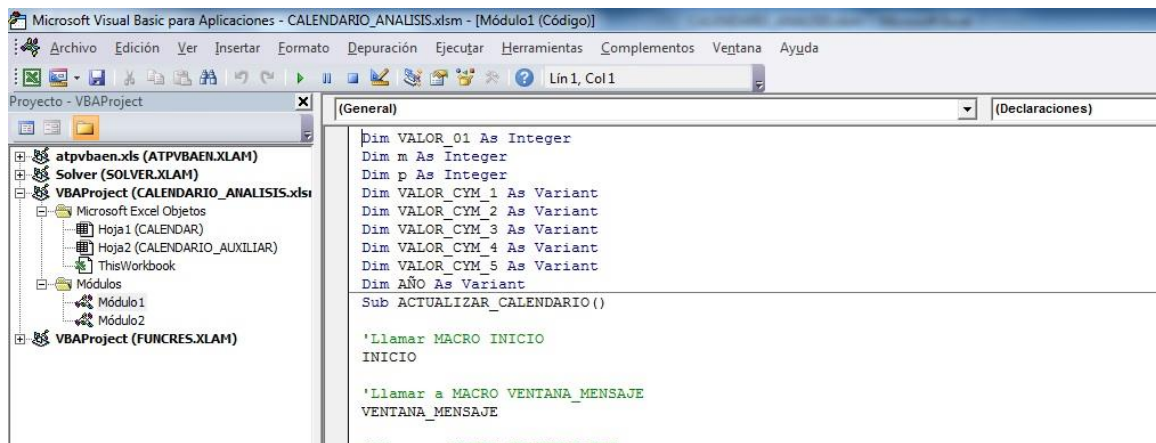 Microsoft Visual Basic para Aplicaciones - CALENDARIO_ANALISIS.xlsm - [Módulo1 (Código)]
Archivo Edición Ver Insertar Formato Depuración Ejecutar Herramientas Complementos Ventana Ayuda
Lín 1, Col 1
Proyecto - VBAProject
(General)
(Declaraciones)
atpvbaen.xls (ATPVBAEN.XLAM)
Solver (SOLVER.XLAM)
VBAProject (CALENDARIO_ANALISIS.xlsm
Microsoft Excel Objetos
Hoja1 (CALENDAR)
Hoja2 (CALENDARIO_AUXILIAR)
ThisWorkbook
Módulos
Módulo1
Módulo2
VBAProject (FUNCRES.XLAM)
Dim VALOR_01 As Integer
Dim m As Integer
Dim p As Integer
Dim VALOR_CYM_1 As Variant
Dim VALOR_CYM_2 As Variant
Dim VALOR_CYM_3 As Variant
Dim VALOR_CYM_4 As Variant
Dim VALOR_CYM_5 As Variant
Dim AÑO As Variant
Sub ACTUALIZAR_CALENDARIO()
'Llamar MACRO INICIO
INICIO
'Llamar a MACRO VENTANA_MENSAJE
VENTANA_MENSAJE